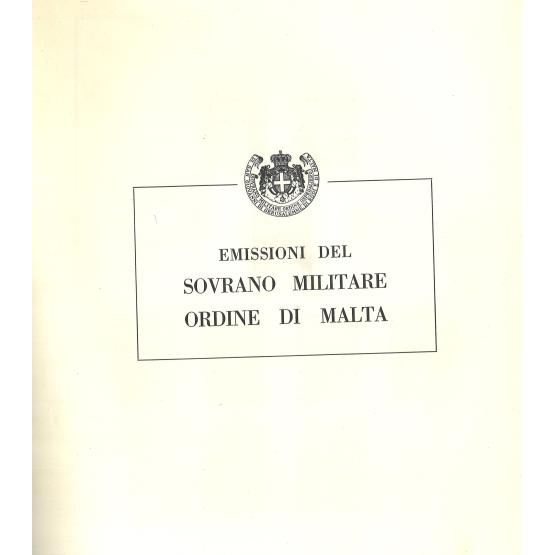 EMISSIONI DEL
SOVRANO MILITARE
ORDINE DI MALTA